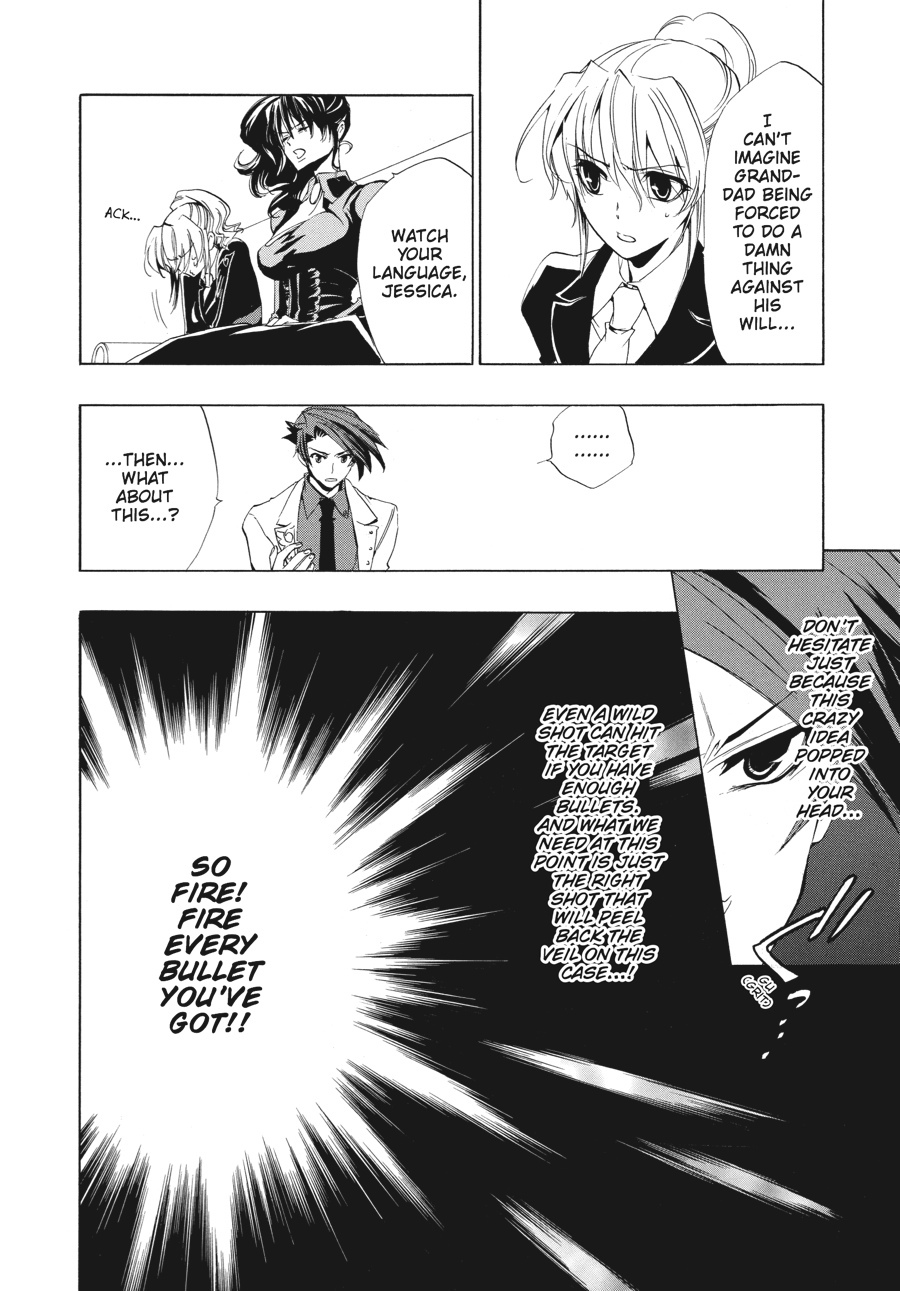 I
CAN'T
IMAGINE
GRAND-
DAD BEING
FORCED
TO DO A
DAMN
THING
AGAINST
HIS
WILL...
WATCH
YOUR
LANGUAGE,
JESSICA.
ACK...
......
......
...THEN...
WHAT
ABOUT
THIS...?
DON'T
HESITATE
JUST
BECAUSE
THIS
CRAZY
IDEA
POPPED
INTO
YOUR
HEAD...
GU
(GRIT)
EVEN A WILD
SHOT CAN HIT
THE TARGET
IF YOU HAVE
ENOUGH
BULLETS.
AND WHAT WE
NEED AT THIS
POINT IS JUST
THE RIGHT
SHOT THAT
WILL PEEL
BACK THE
VEIL ON THIS
CASE...!
SO
FIRE!
FIRE
EVERY
BULLET
YOU'VE
GOT!!